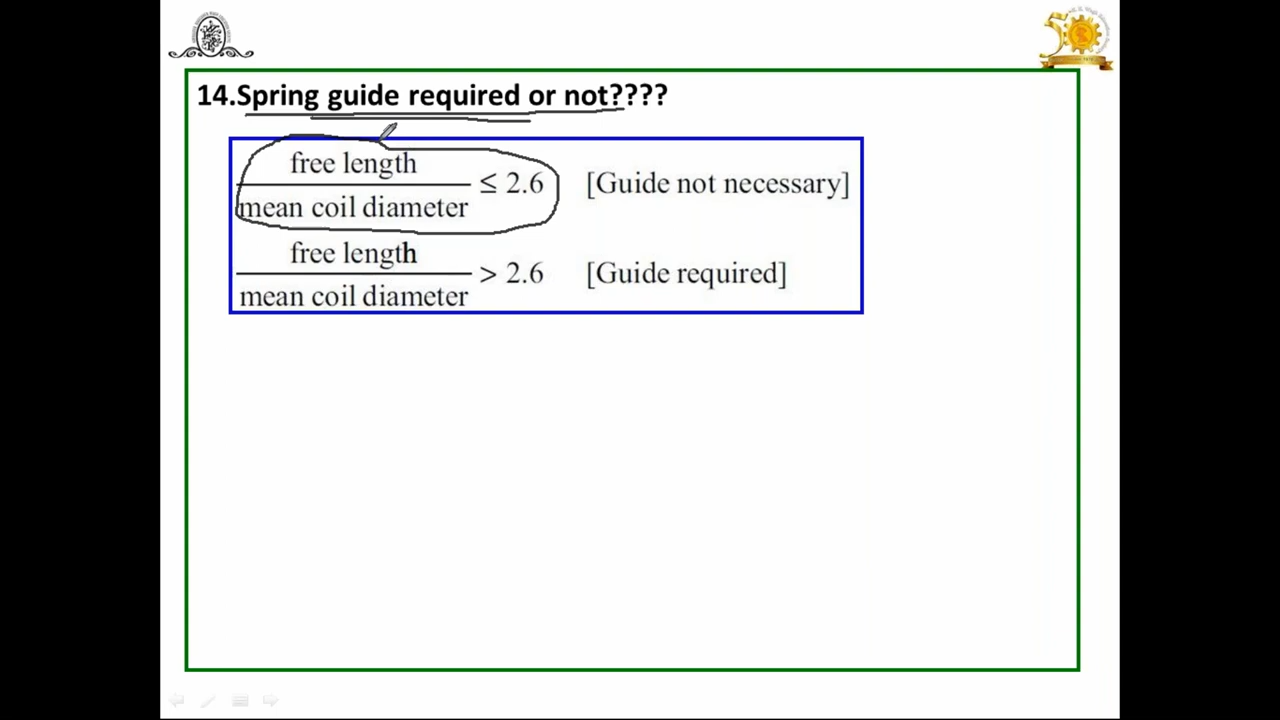 14.Spring guide required or not????
free length
mean coil diameter ≤ 2.6 [Guide not necessary]
free length
mean coil diameter > 2.6 [Guide required]